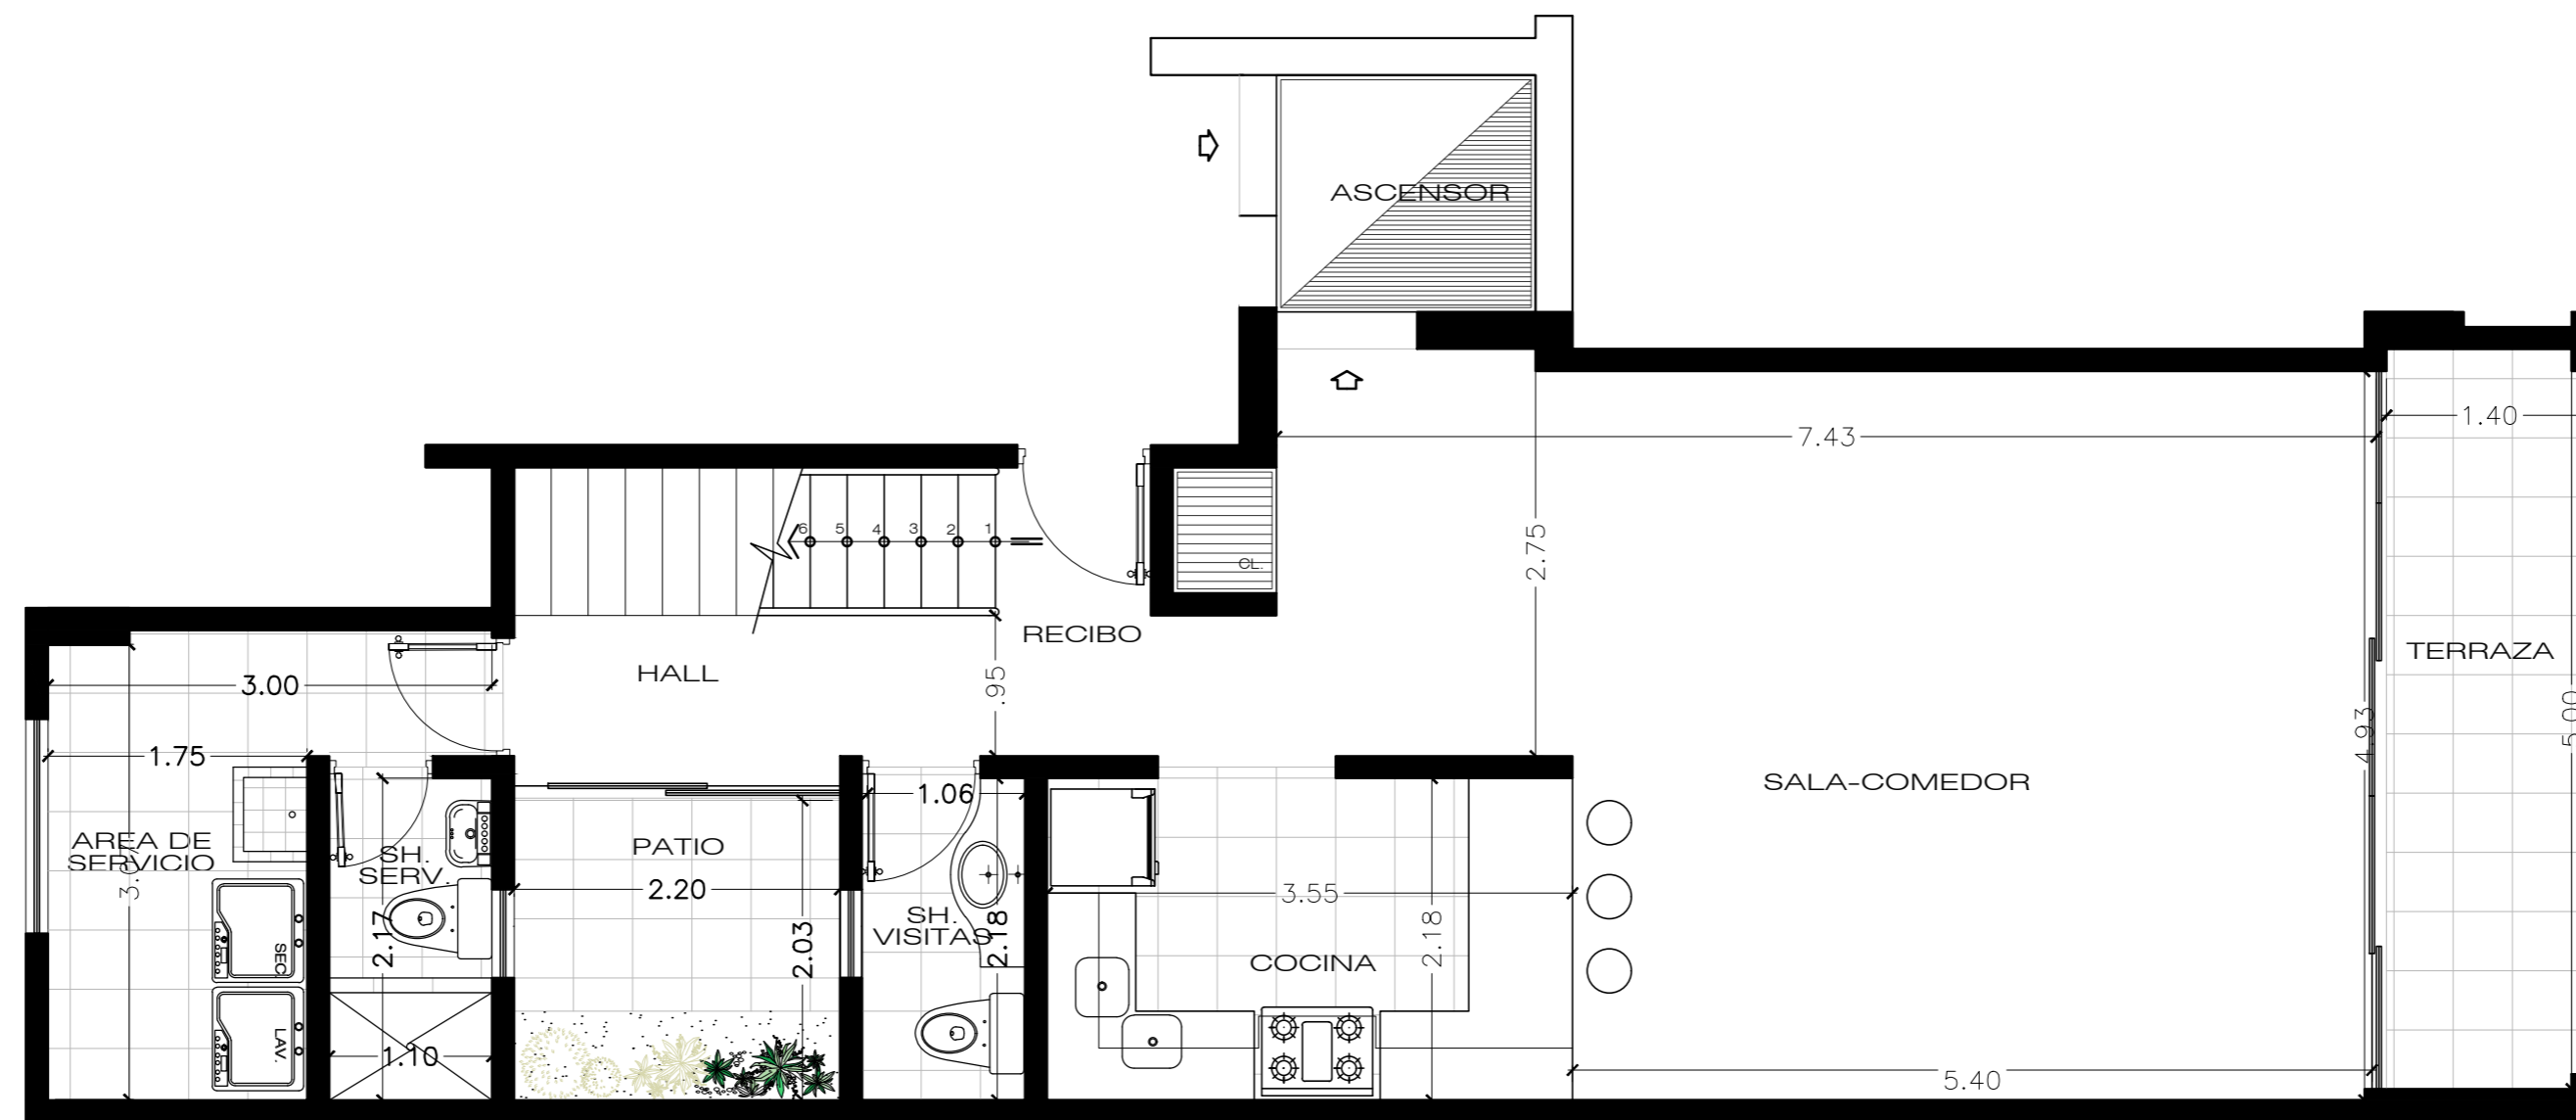 ASCENSOR
1.40
7.43
6 5 4 3 2 1
2.75
CL.
RECIBO
HALL
TERRAZA
3.00
.95
5.00
4.93
1.75
SALA-COMEDOR
1.06
AREA DE
SERVICIO
PATIO
SH.
SERV.
2.20
3.55
SH.
VISITAS
2.17
2.03
2.18
2.18
COCINA
SEC.
LAV.
1.10
5.40